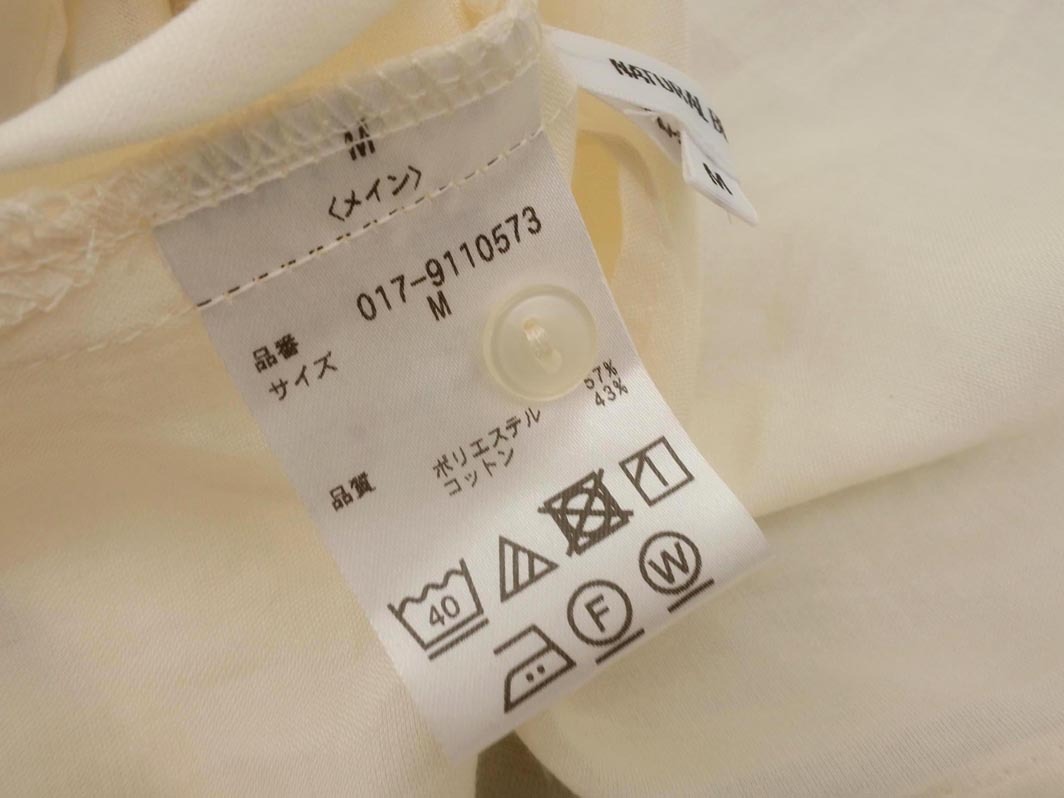 M
〈メイン〉
品番 017-9110573
サイズ M
品質 ポリエステル 57%
コットン 43%
40
F
W
NATURAL
M